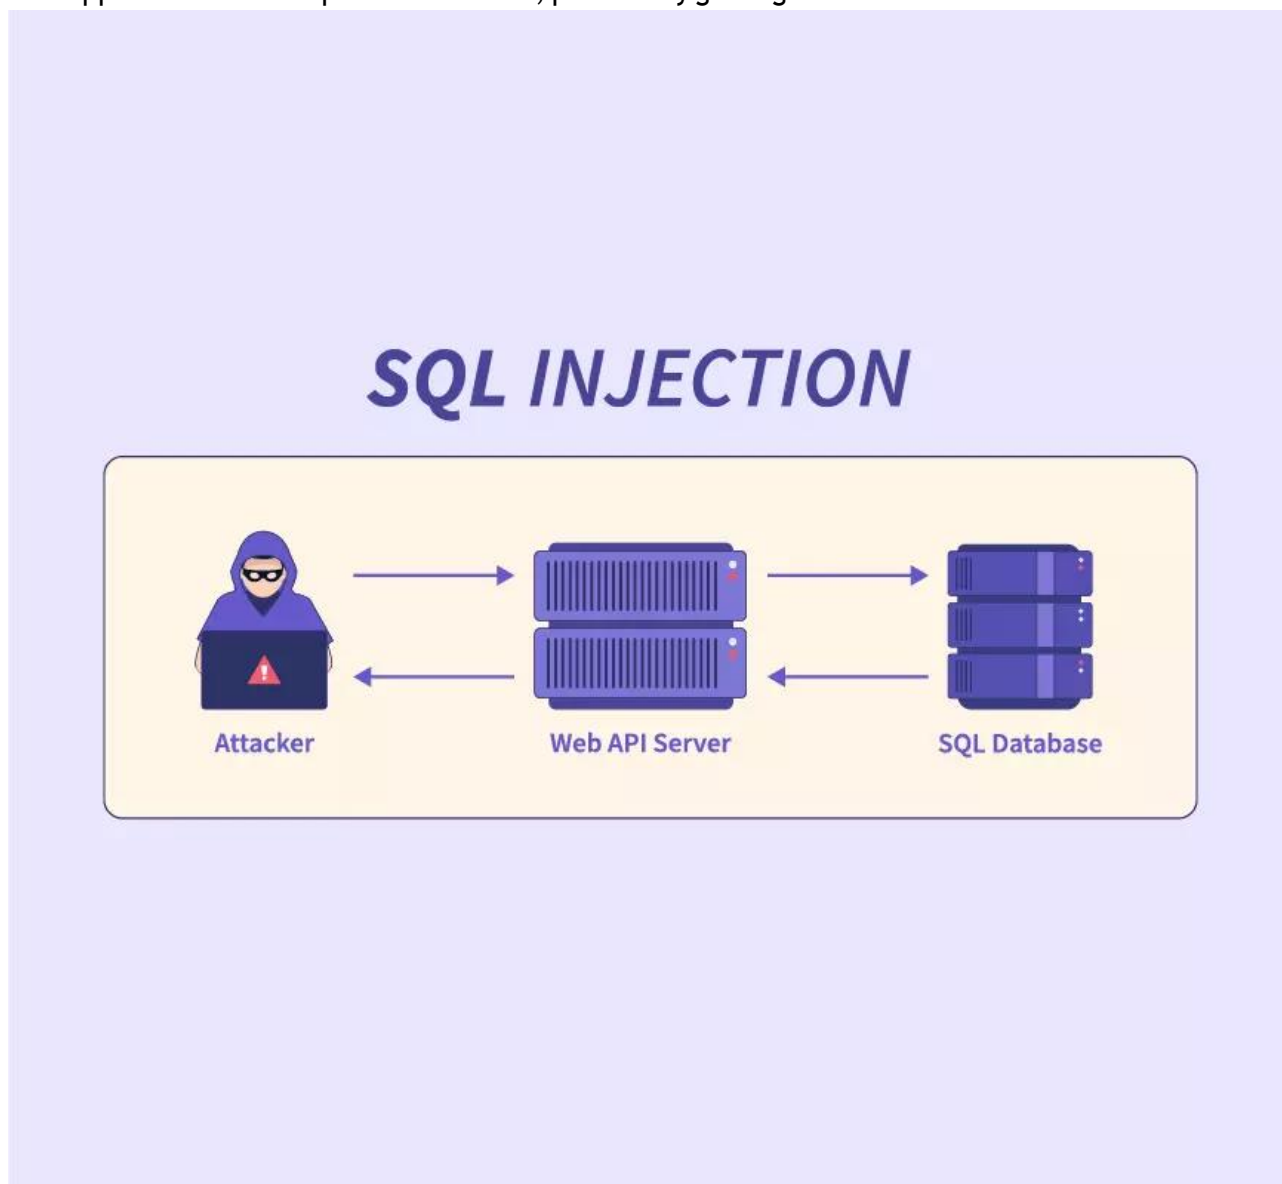 SQL INJECTION
Attacker
Web API Server
SQL Database